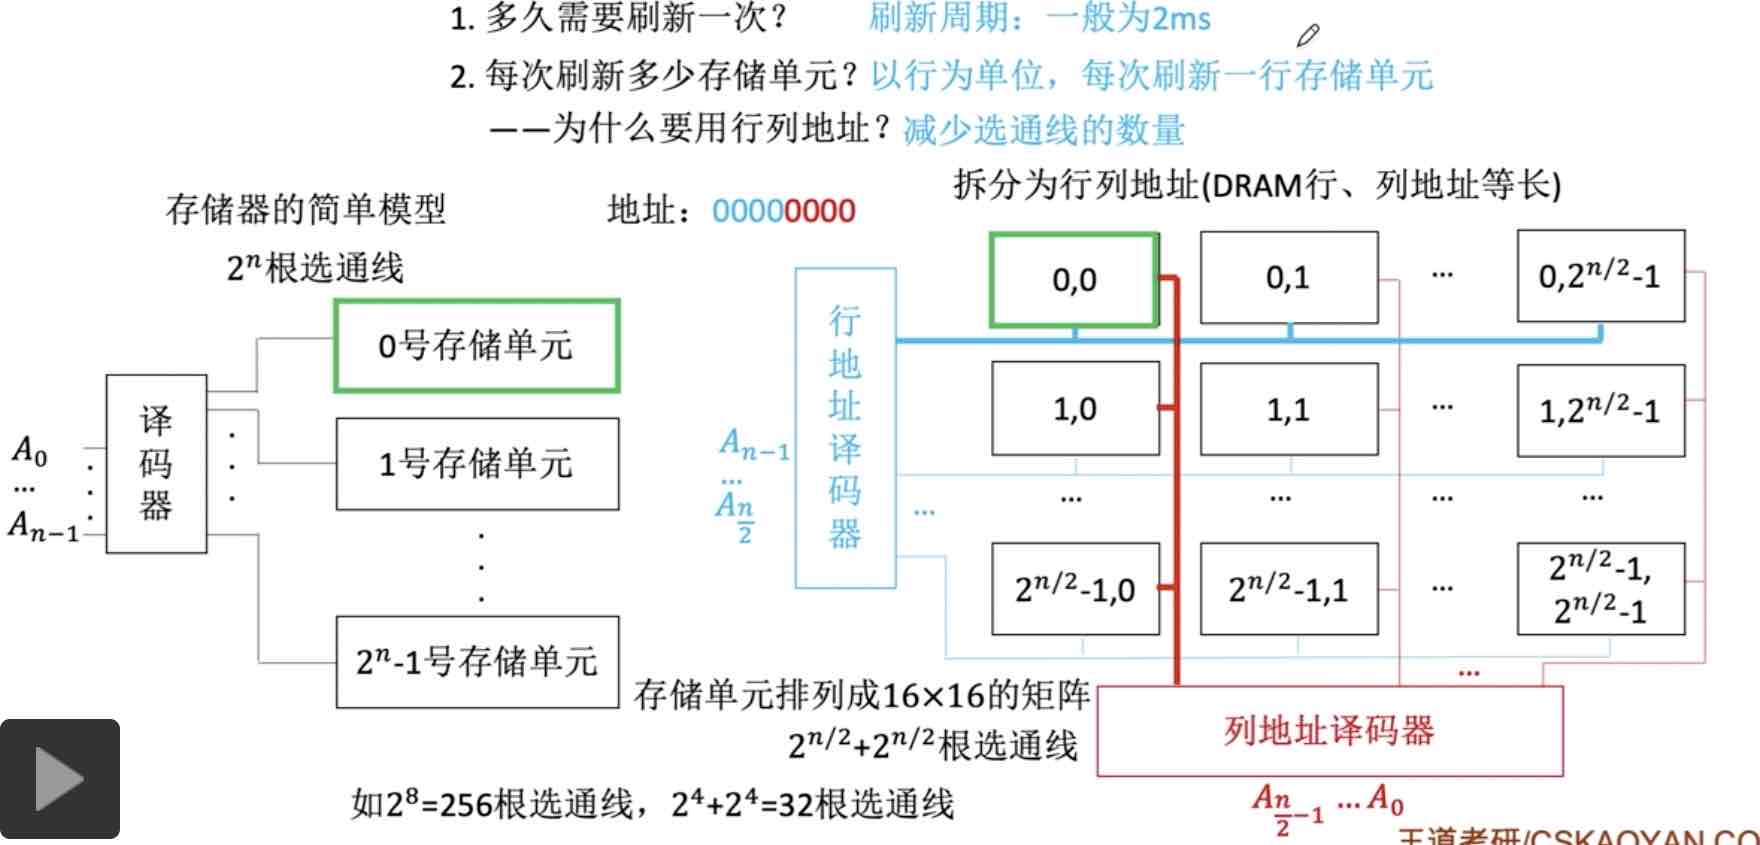 1. 多久需要刷新一次？ 刷新周期：一般为2ms
2. 每次刷新多少存储单元？以行为单位，每次刷新一行存储单元
——为什么要用行列地址？减少选通线的数量
拆分为行列地址(DRAM行、列地址等长)
存储器的简单模型
地址：00000000
2ⁿ根选通线
译码器
A₀
...
Aₙ₋₁
0号存储单元
1号存储单元
2ⁿ-1号存储单元
行地址译码器
Aₙ₋₁
...
A_{n/2}
...
0,0
0,1
...
0,2^{n/2}-1
1,0
1,1
...
1,2^{n/2}-1
...
...
...
...
2^{n/2}-1,0
2^{n/2}-1,1
...
2^{n/2}-1,
2^{n/2}-1
...
存储单元排列成16×16的矩阵
2^{n/2}+2^{n/2}根选通线
列地址译码器
A_{n/2-1} ... A₀
如2⁸=256根选通线，2⁴+2⁴=32根选通线
王道考研/CSKAOYAN.CO